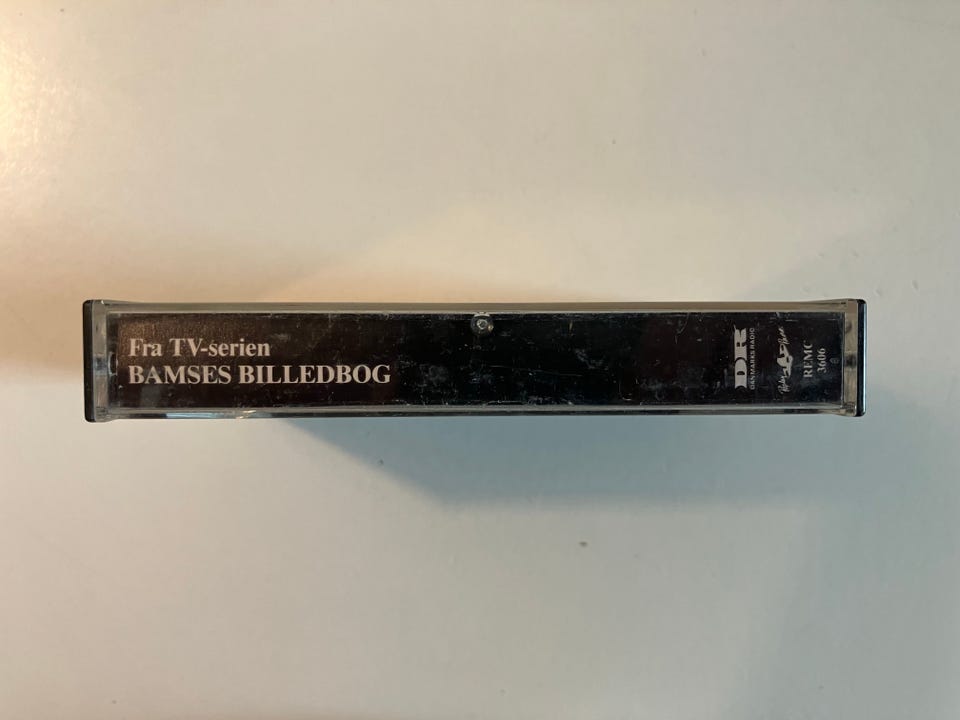 Fra TV-serien
BAMSES BILLEDBOG
DR
DANMARKS RADIO
REMC
3606